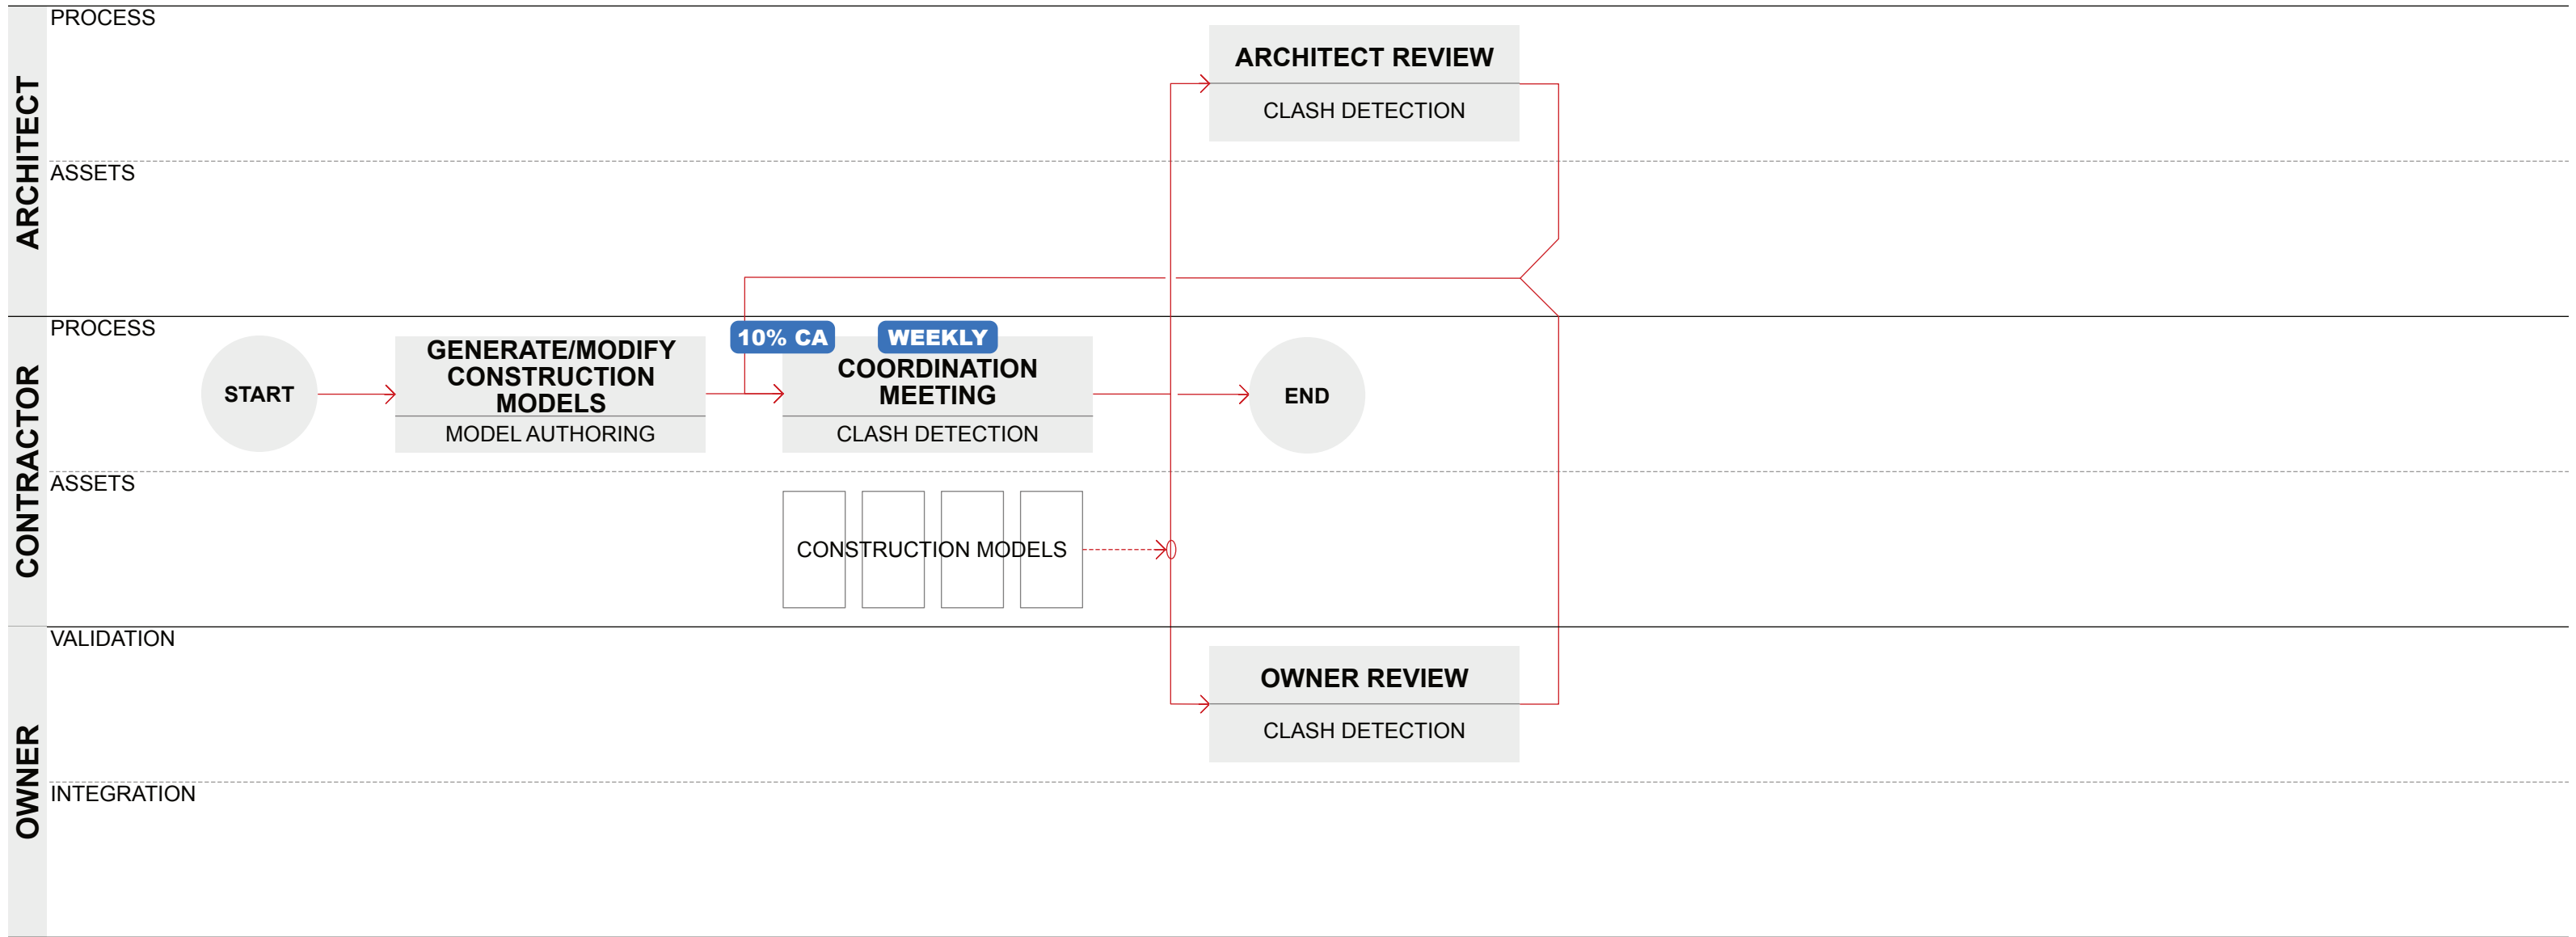 ARCHITECT
PROCESS
ARCHITECT REVIEW
CLASH DETECTION
ASSETS
CONTRACTOR
PROCESS
START
GENERATE/MODIFY
CONSTRUCTION
MODELS
MODEL AUTHORING
10% CA
WEEKLY
COORDINATION
MEETING
CLASH DETECTION
END
ASSETS
CONSTRUCTION MODELS
OWNER
VALIDATION
OWNER REVIEW
CLASH DETECTION
INTEGRATION